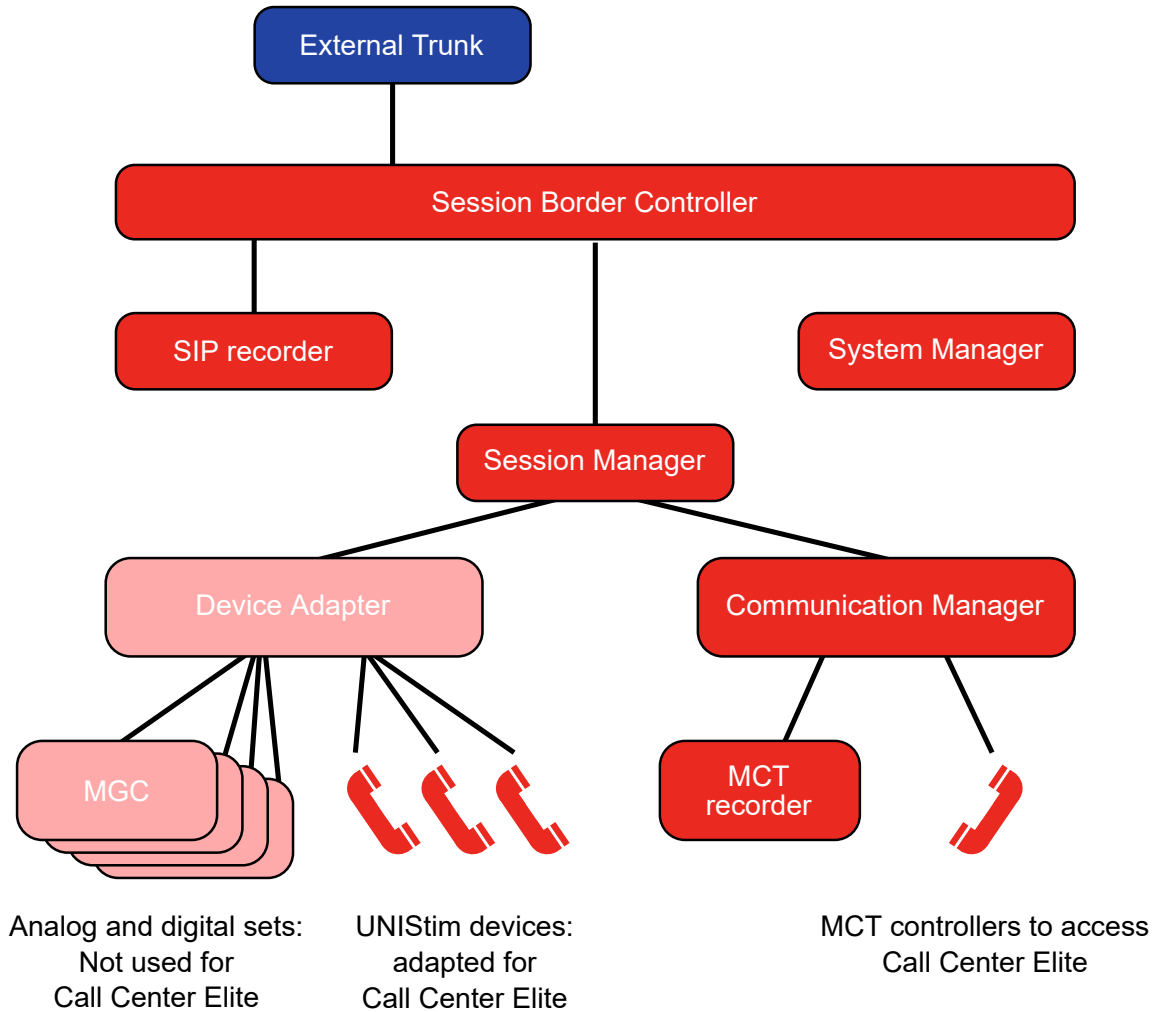 External Trunk
Session Border Controller
SIP recorder
System Manager
Session Manager
Device Adapter
Communication Manager
MGC
MCT
recorder
Analog and digital sets:
Not used for
Call Center Elite
UNIStim devices:
adapted for
Call Center Elite
MCT controllers to access
Call Center Elite